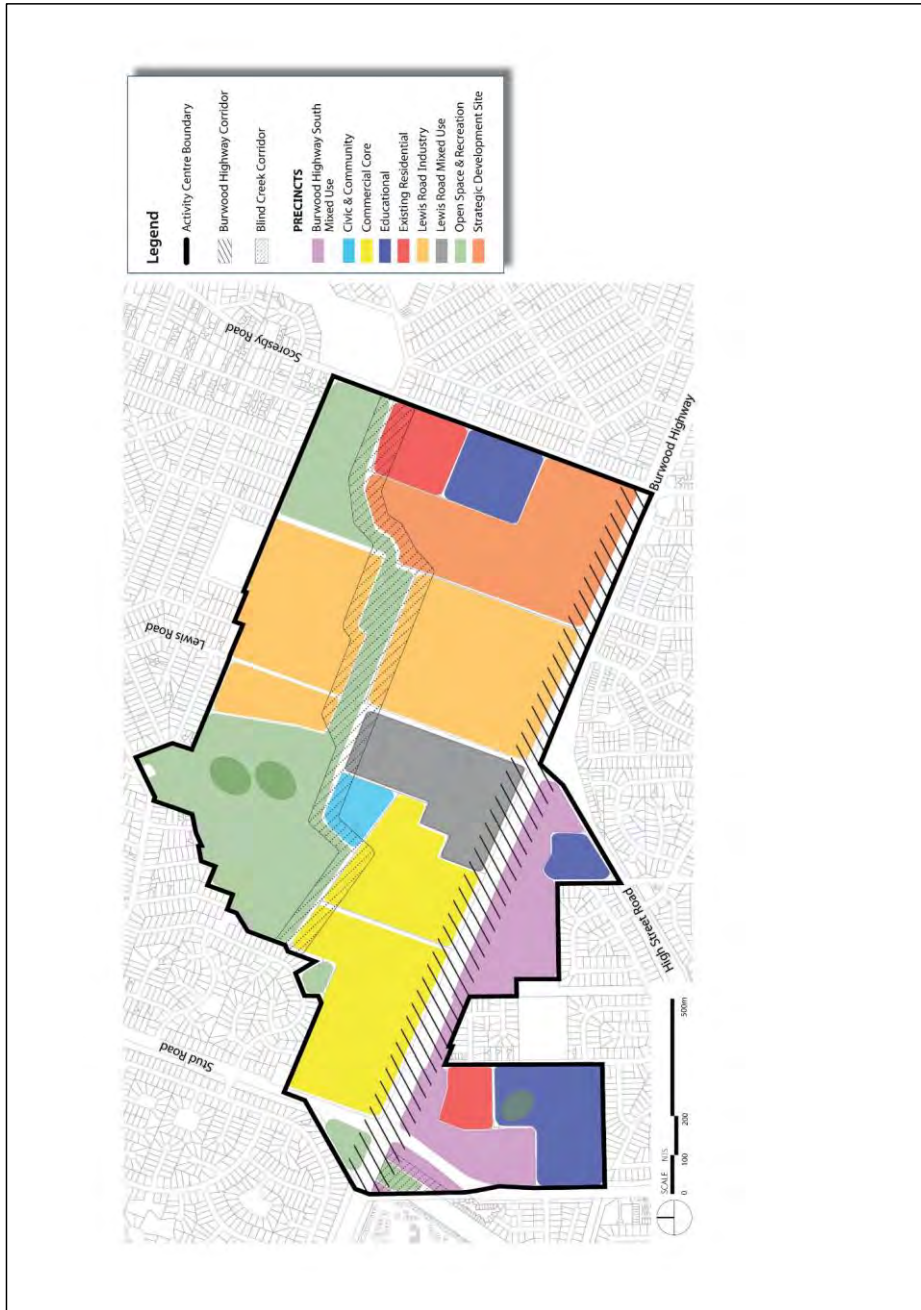 Legend
Activity Centre Boundary
Burwood Highway Corridor
Blind Creek Corridor
PRECINCTS
Burwood Highway South
Mixed Use
Civic & Community
Commercial Core
Educational
Existing Residential
Lewis Road Industry
Lewis Road Mixed Use
Open Space & Recreation
Strategic Development Site
Scoresby Road
Lewis Road
Stud Road
Burwood Highway
High Street Road
SCALE NTS
0 100 200 500m